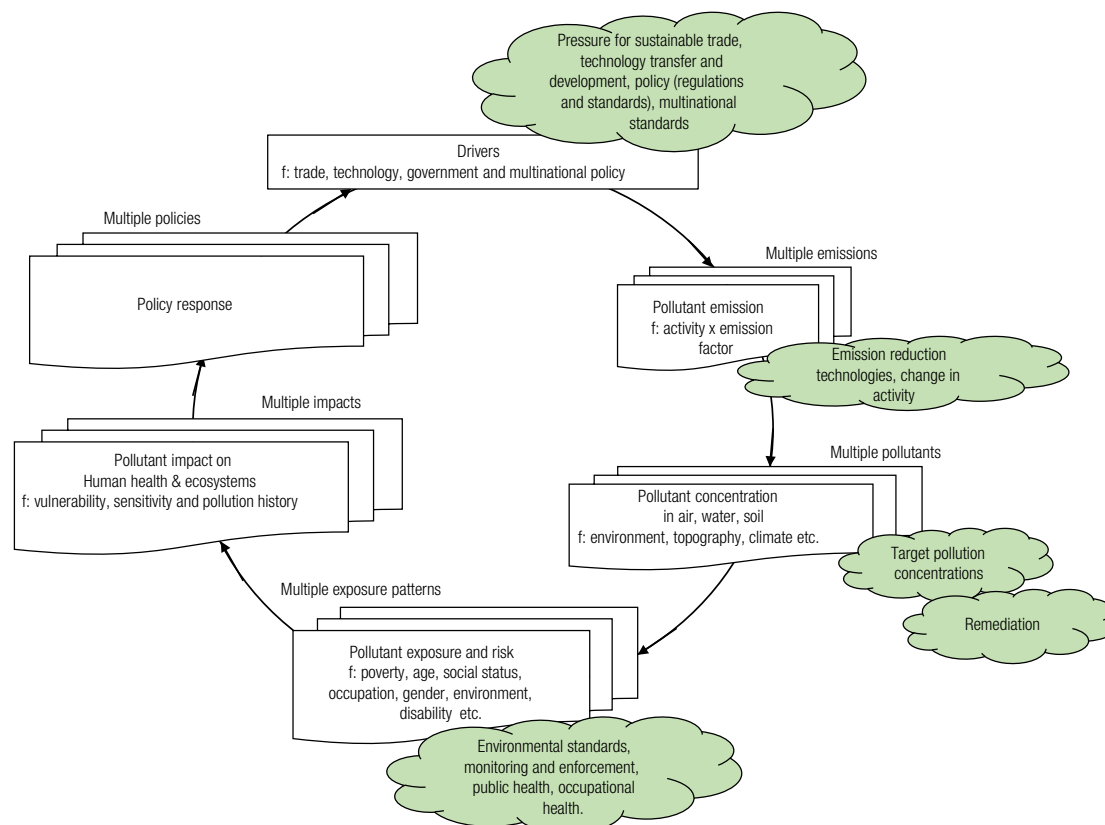 Pressure for sustainable trade,
technology transfer and
development, policy (regulations
and standards), multinational
standards
Drivers
f: trade, technology, government and multinational policy
Multiple policies
Policy response
Multiple emissions
Pollutant emission
f: activity x emission
factor
Emission reduction
technologies, change in
activity
Multiple impacts
Pollutant impact on
Human health & ecosystems
f: vulnerability, sensitivity and pollution history
Multiple pollutants
Pollutant concentration
in air, water, soil
f: environment, topography, climate etc.
Target pollution
concentrations
Remediation
Multiple exposure patterns
Pollutant exposure and risk
f: poverty, age, social status,
occupation, gender, environment,
disability etc.
Environmental standards,
monitoring and enforcement,
public health, occupational
health.